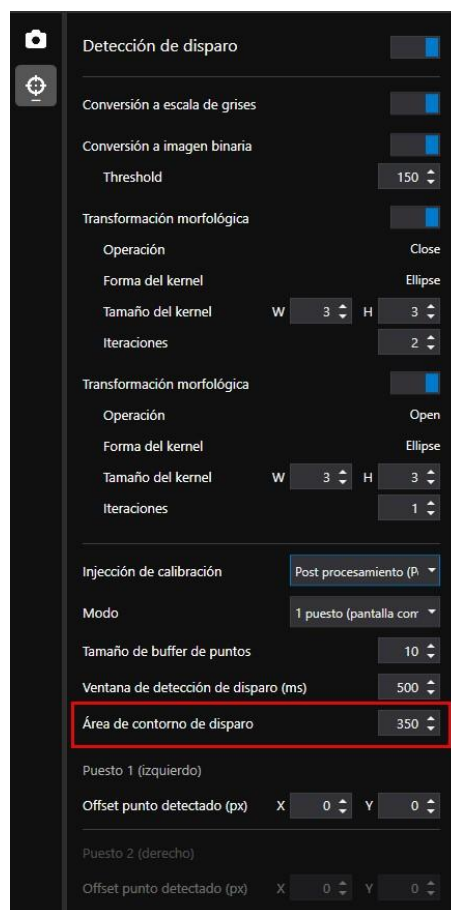 Detección de disparo
Conversión a escala de grises
Conversión a imagen binaria
Threshold 150
Transformación morfológica
Operación Close
Forma del kernel Ellipse
Tamaño del kernel W 3 H 3
Iteraciones 2
Transformación morfológica
Operación Open
Forma del kernel Ellipse
Tamaño del kernel W 3 H 3
Iteraciones 1
Inyección de calibración Post procesamiento (P
Modo 1 puesto (pantalla com
Tamaño de buffer de puntos 10
Ventana de detección de disparo (ms) 500
Área de contorno de disparo 350
Puesto 1 (izquierdo)
Offset punto detectado (px) X 0 Y 0
Puesto 2 (derecho)
Offset punto detectado (px) X 0 Y 0